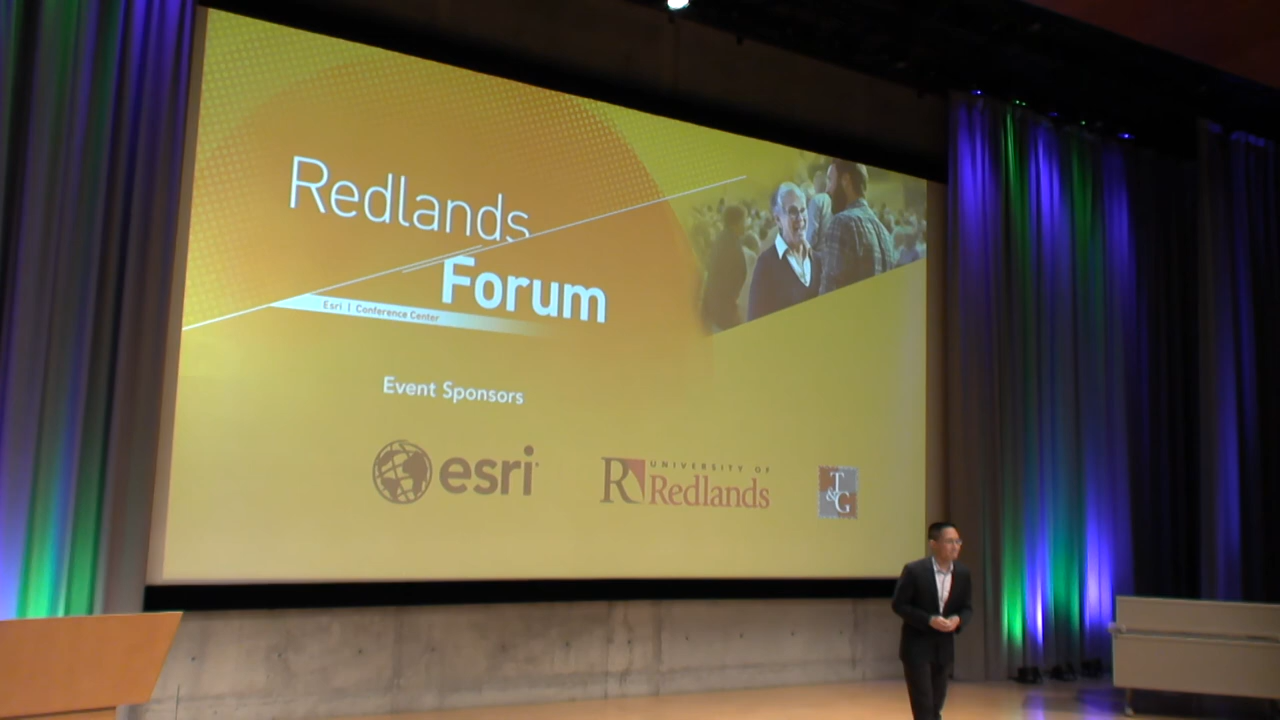 Redlands
Forum
Esri | Conference Center
Event Sponsors
esri
UNIVERSITY OF
R Redlands
T
&G